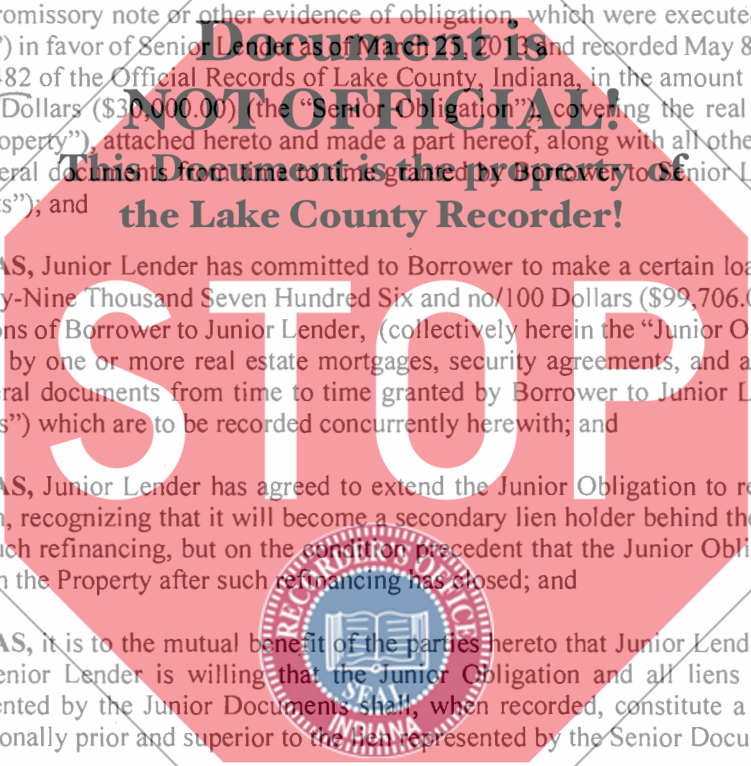 omissory note or other evidence of obligation, which were execute
") in favor of Senior Lender as of March 25, 2013 and recorded May 8
482 of the Official Records of Lake County, Indiana, in the amount
Dollars ($30,000.00) (the “Senior Obligation”), covering the real
operty”), attached hereto and made a part hereof, along with all othe
eral documents from time to time granted by Borrower to Senior L
ts”); and
Document is
NOT OFFICIAL!
This Document is the property of
the Lake County Recorder!
STOP
AS, Junior Lender has committed to Borrower to make a certain loa
y-Nine Thousand Seven Hundred Six and no/100 Dollars ($99,706.0
ons of Borrower to Junior Lender, (collectively herein the “Junior O
by one or more real estate mortgages, security agreements, and a
eral documents from time to time granted by Borrower to Junior L
s”) which are to be recorded concurrently herewith; and
AS, Junior Lender has agreed to extend the Junior Obligation to re
n, recognizing that it will become a secondary lien holder behind the
uch refinancing, but on the condition precedent that the Junior Obli
n the Property after such refinancing has closed; and
AS, it is to the mutual benefit of the parties hereto that Junior Lend
enior Lender is willing that the Junior Obligation and all liens
ented by the Junior Documents shall, when recorded, constitute a
onally prior and superior to the lien represented by the Senior Docu
RECORDER'S OFFICE
SEAL
INDIANA